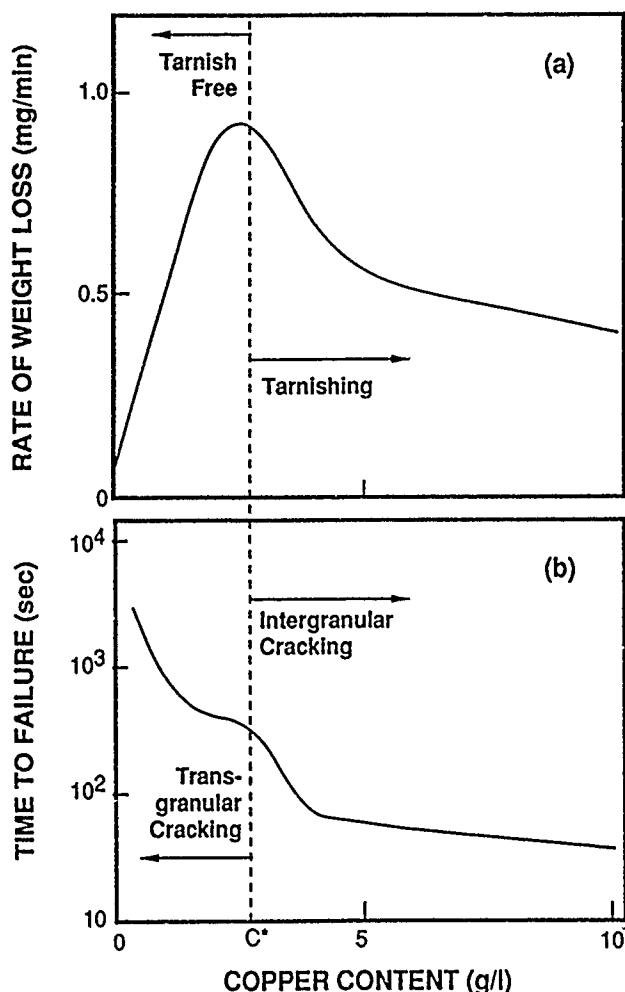 (a)
Tarnish
Free
1.0
0.5
0
Tarnishing
RATE OF WEIGHT LOSS (mg/min)
(b)
10⁴
10³
10²
10
Intergranular
Cracking
Trans-
granular
Cracking
TIME TO FAILURE (sec)
0
C*
5
10
COPPER CONTENT (g/l)